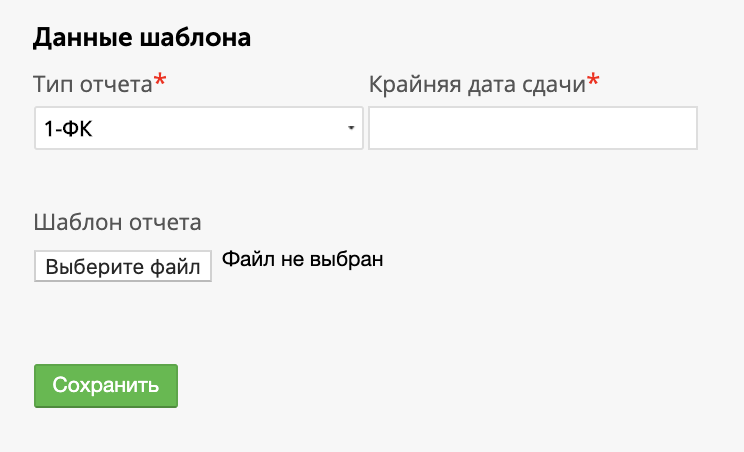 Данные шаблона
Тип отчета* Крайняя дата сдачи*
1-ФК
Шаблон отчета
Выберите файл Файл не выбран
Сохранить